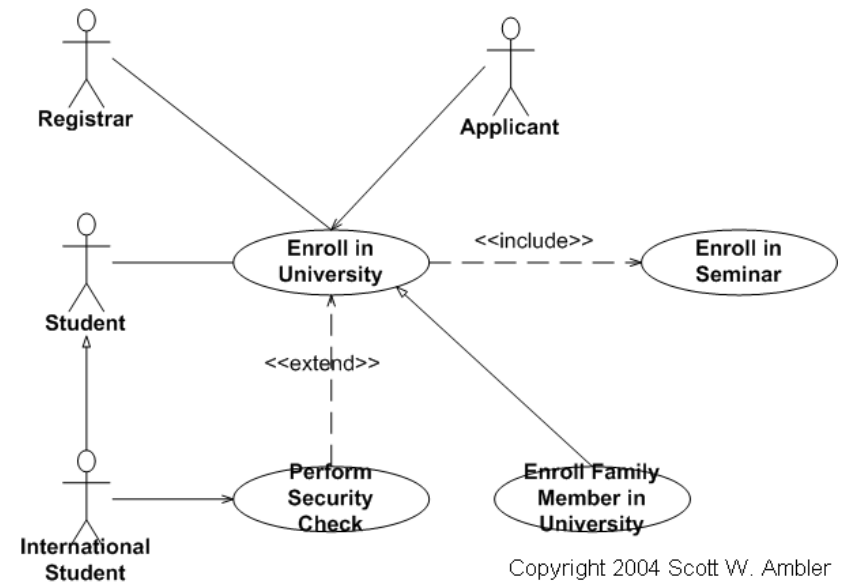 Registrar
Applicant
Enroll in
University
<<include>>
Enroll in
Seminar
Student
<<extend>>
Perform
Security
Check
Enroll Family
Member in
University
International
Student
Copyright 2004 Scott W. Ambler